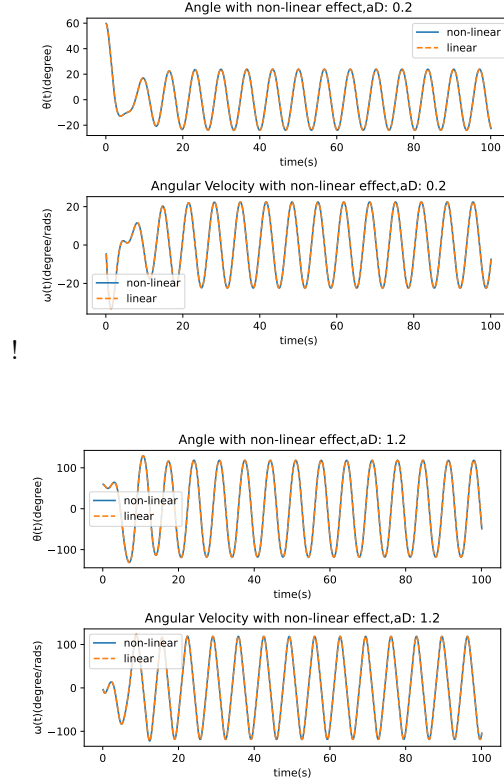 Angle with non-linear effect,aD: 0.2
60
40
20
0
−20
θ(t)(degree)
non-linear
linear
0 20 40 60 80 100
time(s)
Angular Velocity with non-linear effect,aD: 0.2
20
0
−20
ω(t)(degree/rads)
non-linear
linear
0 20 40 60 80 100
time(s)
!
Angle with non-linear effect,aD: 1.2
100
0
−100
θ(t)(degree)
non-linear
linear
0 20 40 60 80 100
time(s)
Angular Velocity with non-linear effect,aD: 1.2
100
0
−100
ω(t)(degree/rads)
non-linear
linear
0 20 40 60 80 100
time(s)